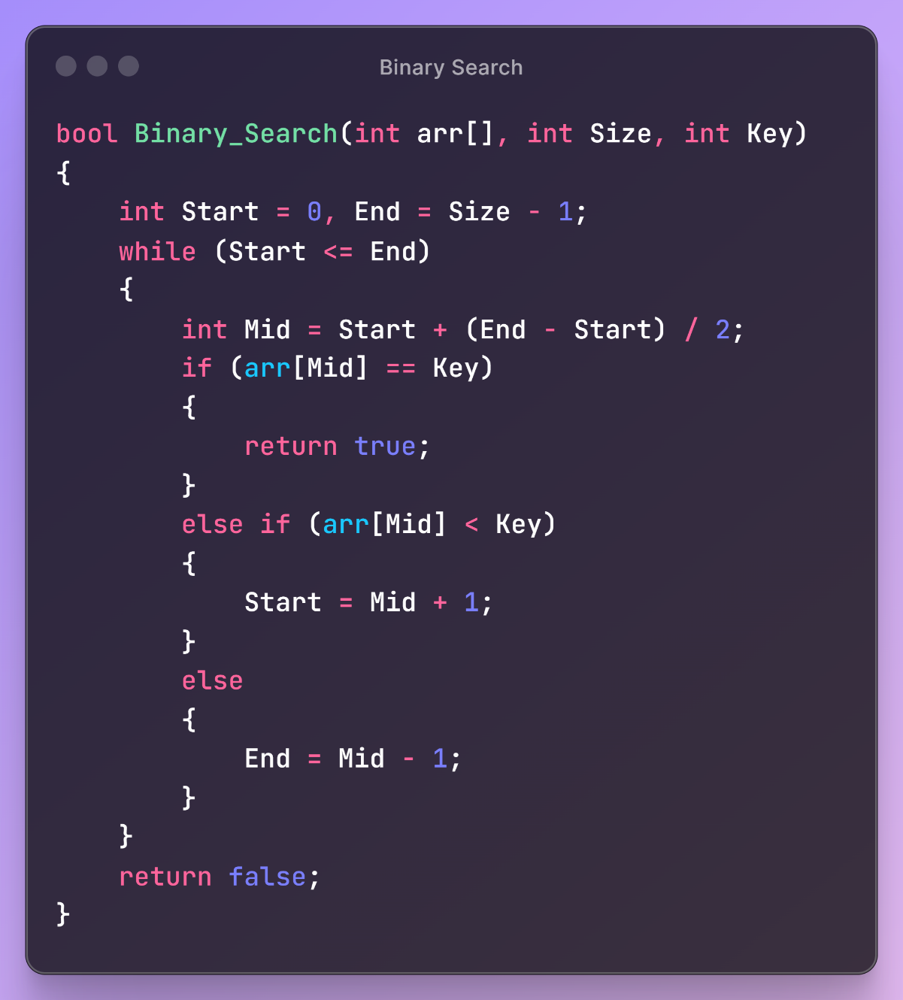 Binary Search
bool Binary_Search(int arr[], int Size, int Key)
{
    int Start = 0, End = Size - 1;
    while (Start <= End)
    {
        int Mid = Start + (End - Start) / 2;
        if (arr[Mid] == Key)
        {
            return true;
        }
        else if (arr[Mid] < Key)
        {
            Start = Mid + 1;
        }
        else
        {
            End = Mid - 1;
        }
    }
    return false;
}